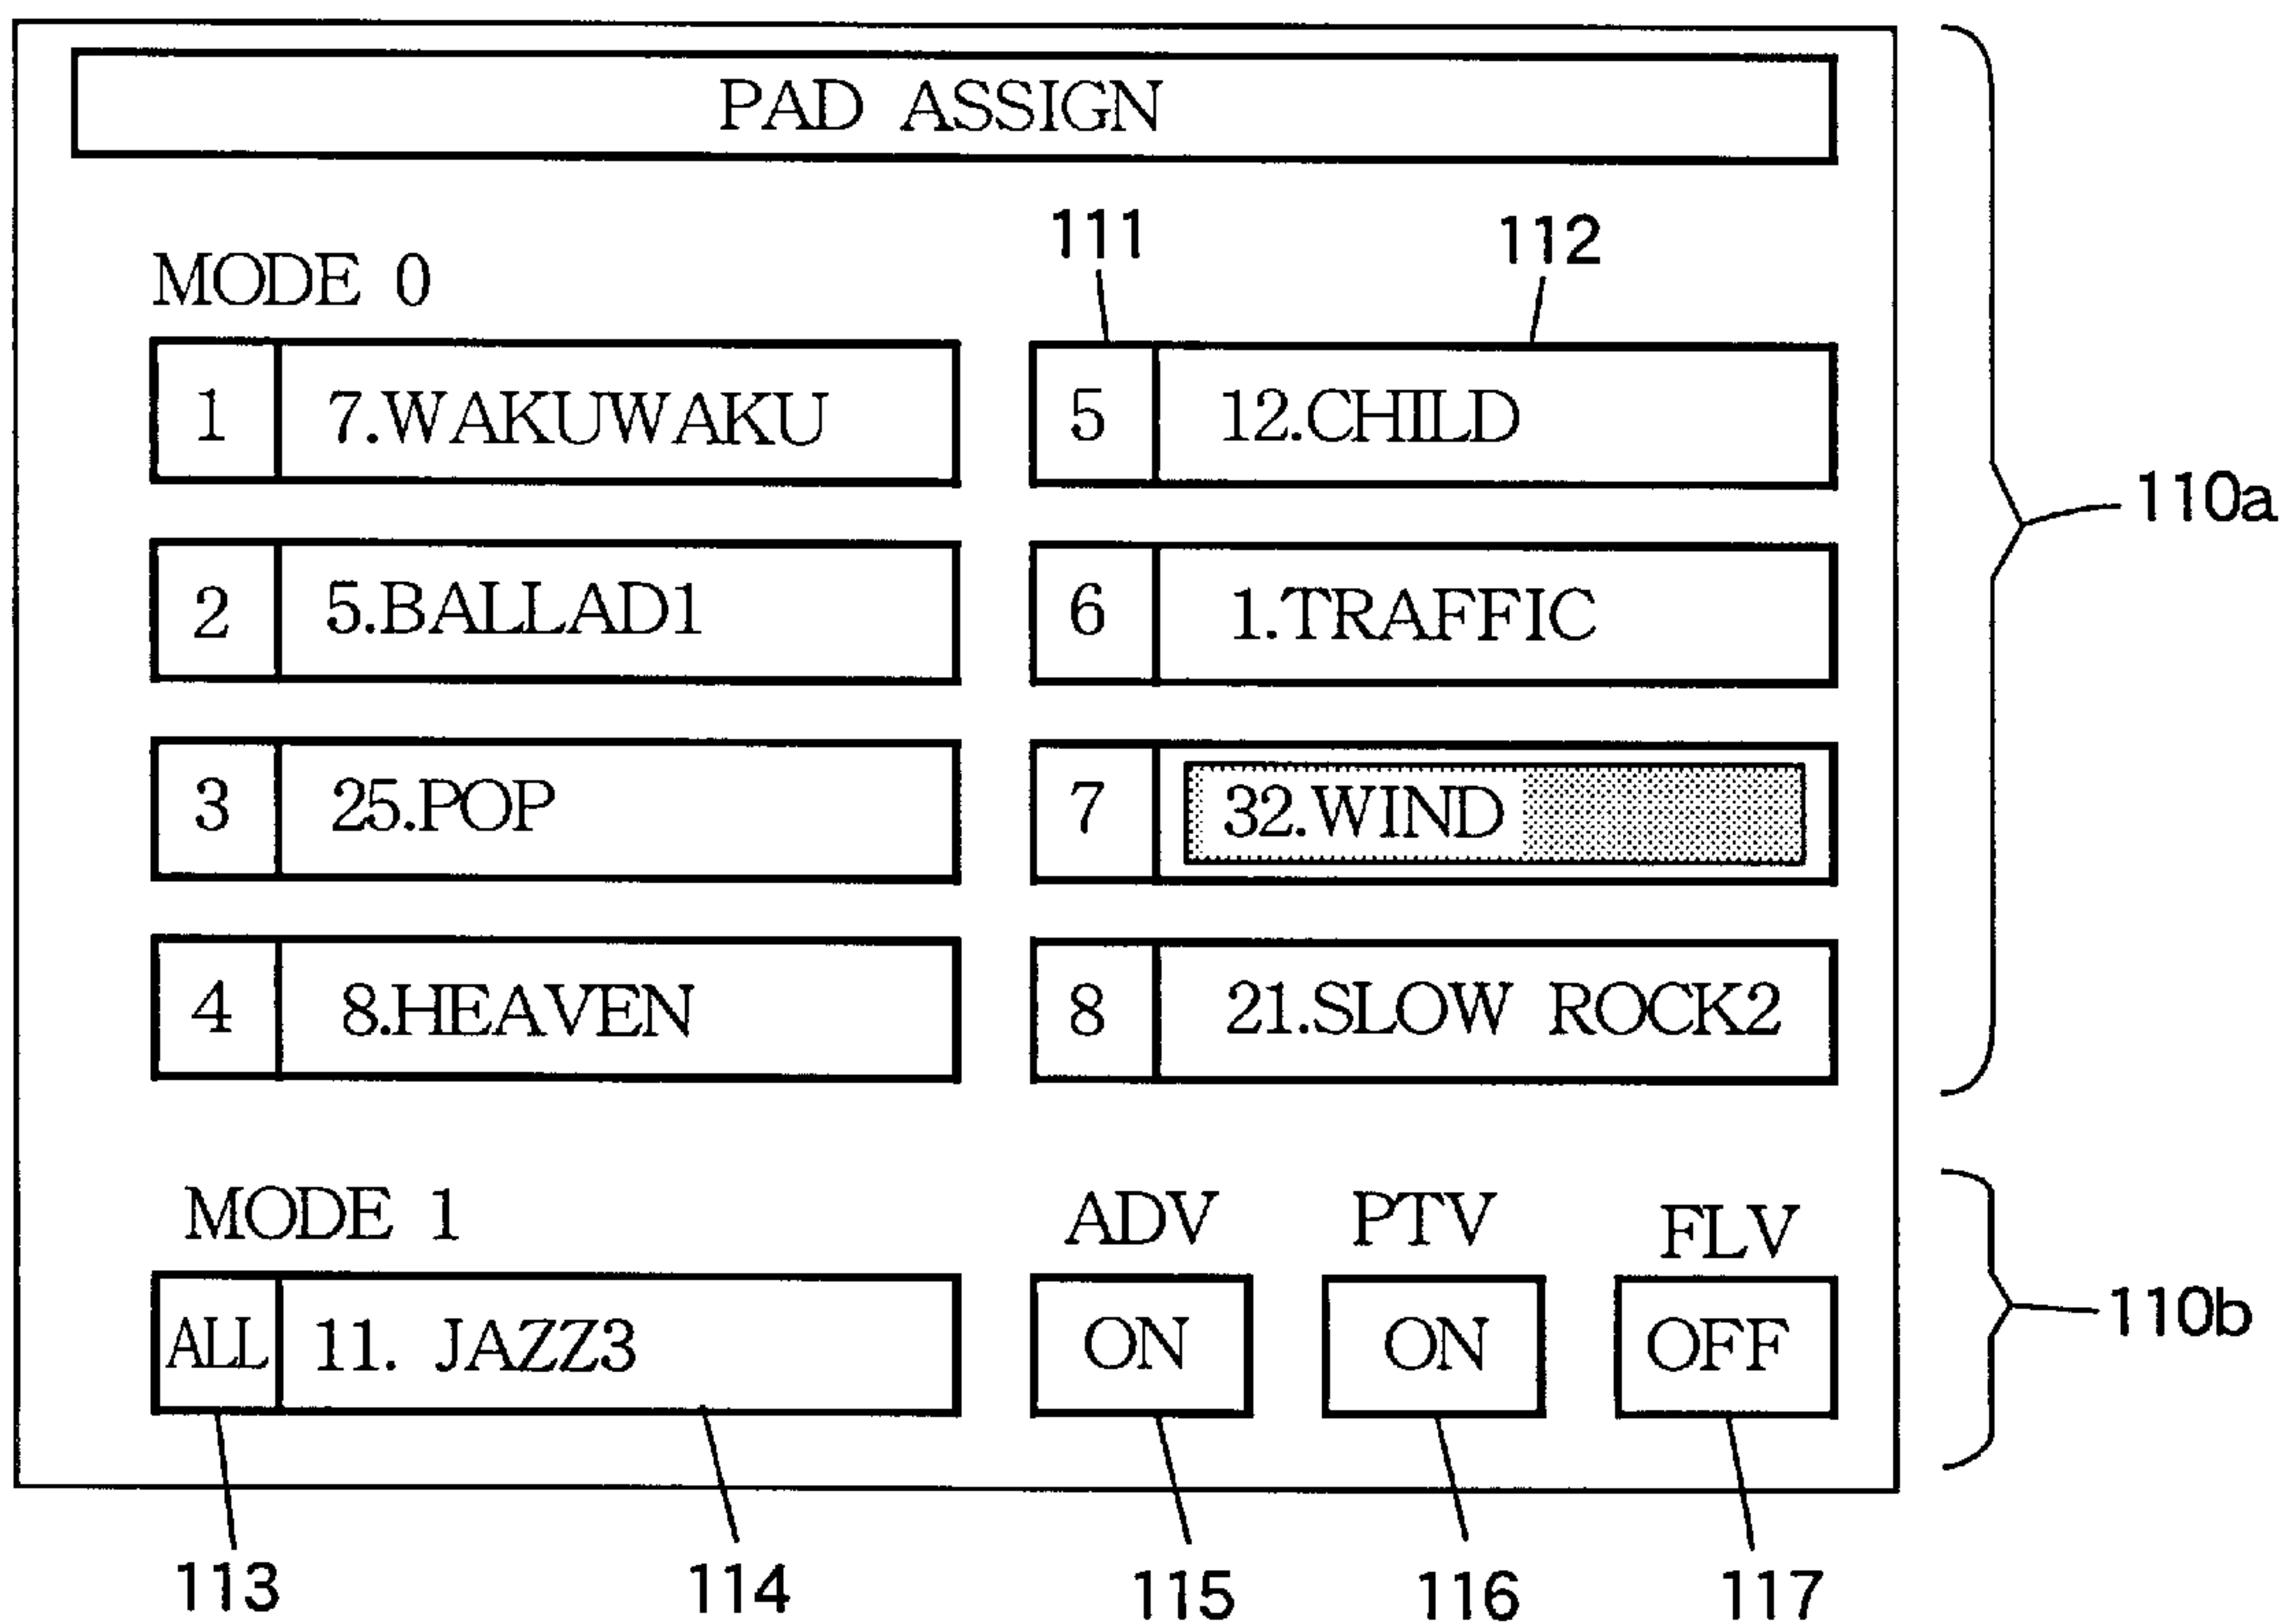 PAD ASSIGN
111 112
MODE 0
1 7.WAKUWAKU 5 12.CHILD
110a
2 5.BALLAD1 6 1.TRAFFIC
3 25.POP 7 32.WIND
4 8.HEAVEN 8 21.SLOW ROCK2
MODE 1 ADV PTV FLV
110b
ALL 11. JAZZ3 ON ON OFF
113 114 115 116 117